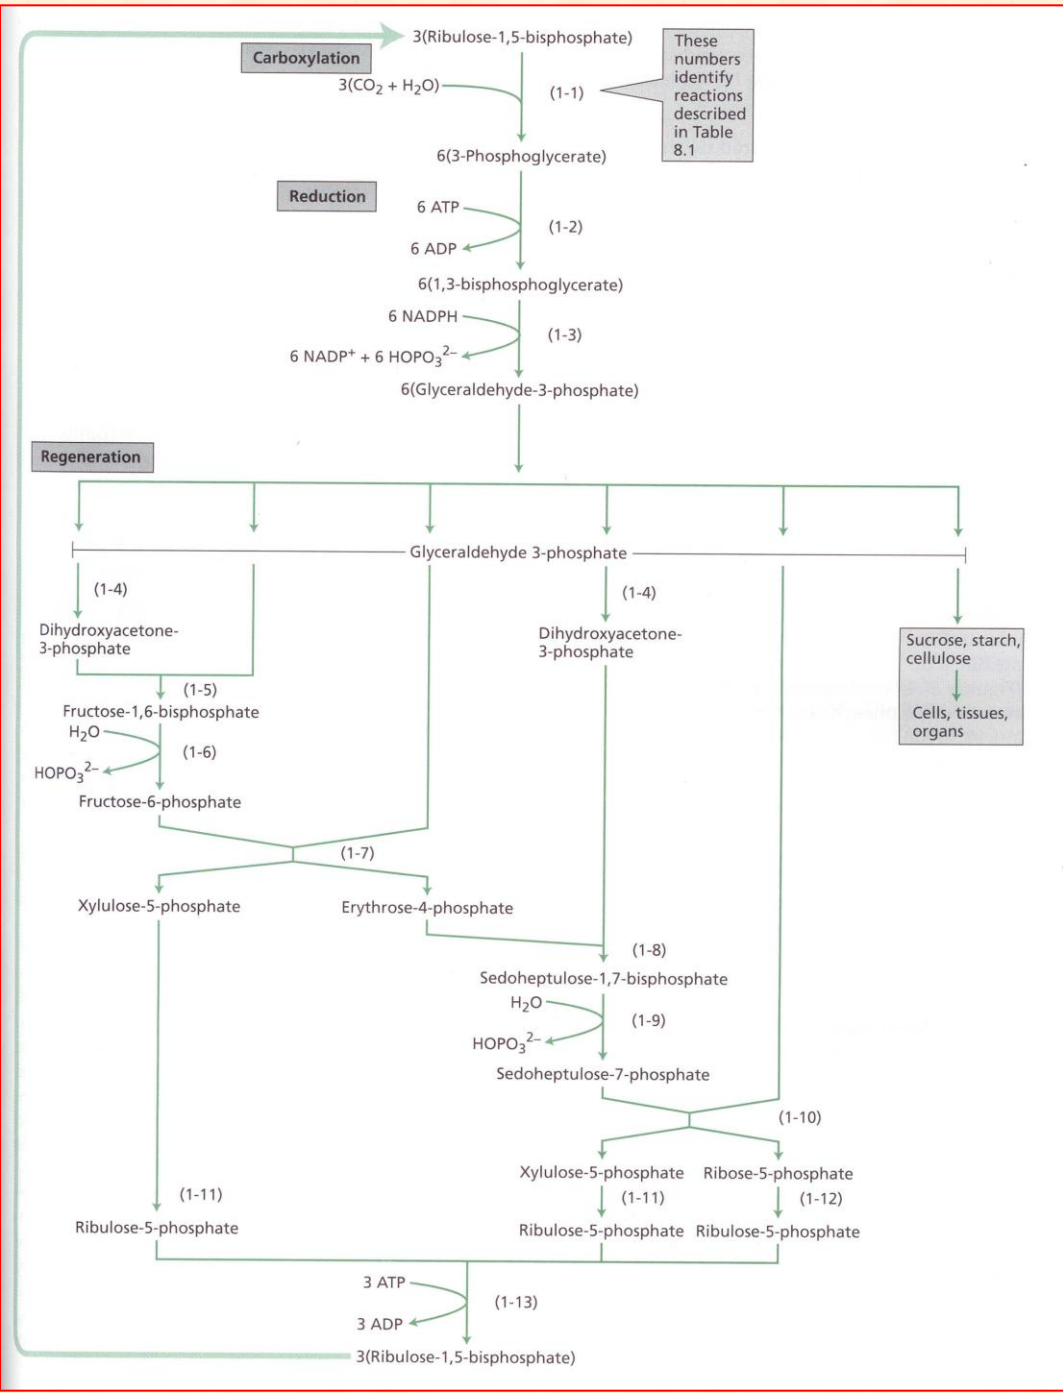 3(Ribulose-1,5-bisphosphate)
Carboxylation
3(CO₂ + H₂O)
(1-1)
These
numbers
identify
reactions
described
in Table
8.1
6(3-Phosphoglycerate)
Reduction
6 ATP
(1-2)
6 ADP
6(1,3-bisphosphoglycerate)
6 NADPH
(1-3)
6 NADP⁺ + 6 HOPO₃²⁻
6(Glyceraldehyde-3-phosphate)
Regeneration
Glyceraldehyde 3-phosphate
(1-4)
(1-4)
Dihydroxyacetone-
3-phosphate
Dihydroxyacetone-
3-phosphate
Sucrose, starch,
cellulose
Cells, tissues,
organs
(1-5)
Fructose-1,6-bisphosphate
H₂O
(1-6)
HOPO₃²⁻
Fructose-6-phosphate
(1-7)
Xylulose-5-phosphate
Erythrose-4-phosphate
(1-8)
Sedoheptulose-1,7-bisphosphate
H₂O
(1-9)
HOPO₃²⁻
Sedoheptulose-7-phosphate
(1-10)
Xylulose-5-phosphate
Ribose-5-phosphate
(1-11)
(1-11)
(1-12)
Ribulose-5-phosphate
Ribulose-5-phosphate
Ribulose-5-phosphate
3 ATP
(1-13)
3 ADP
3(Ribulose-1,5-bisphosphate)